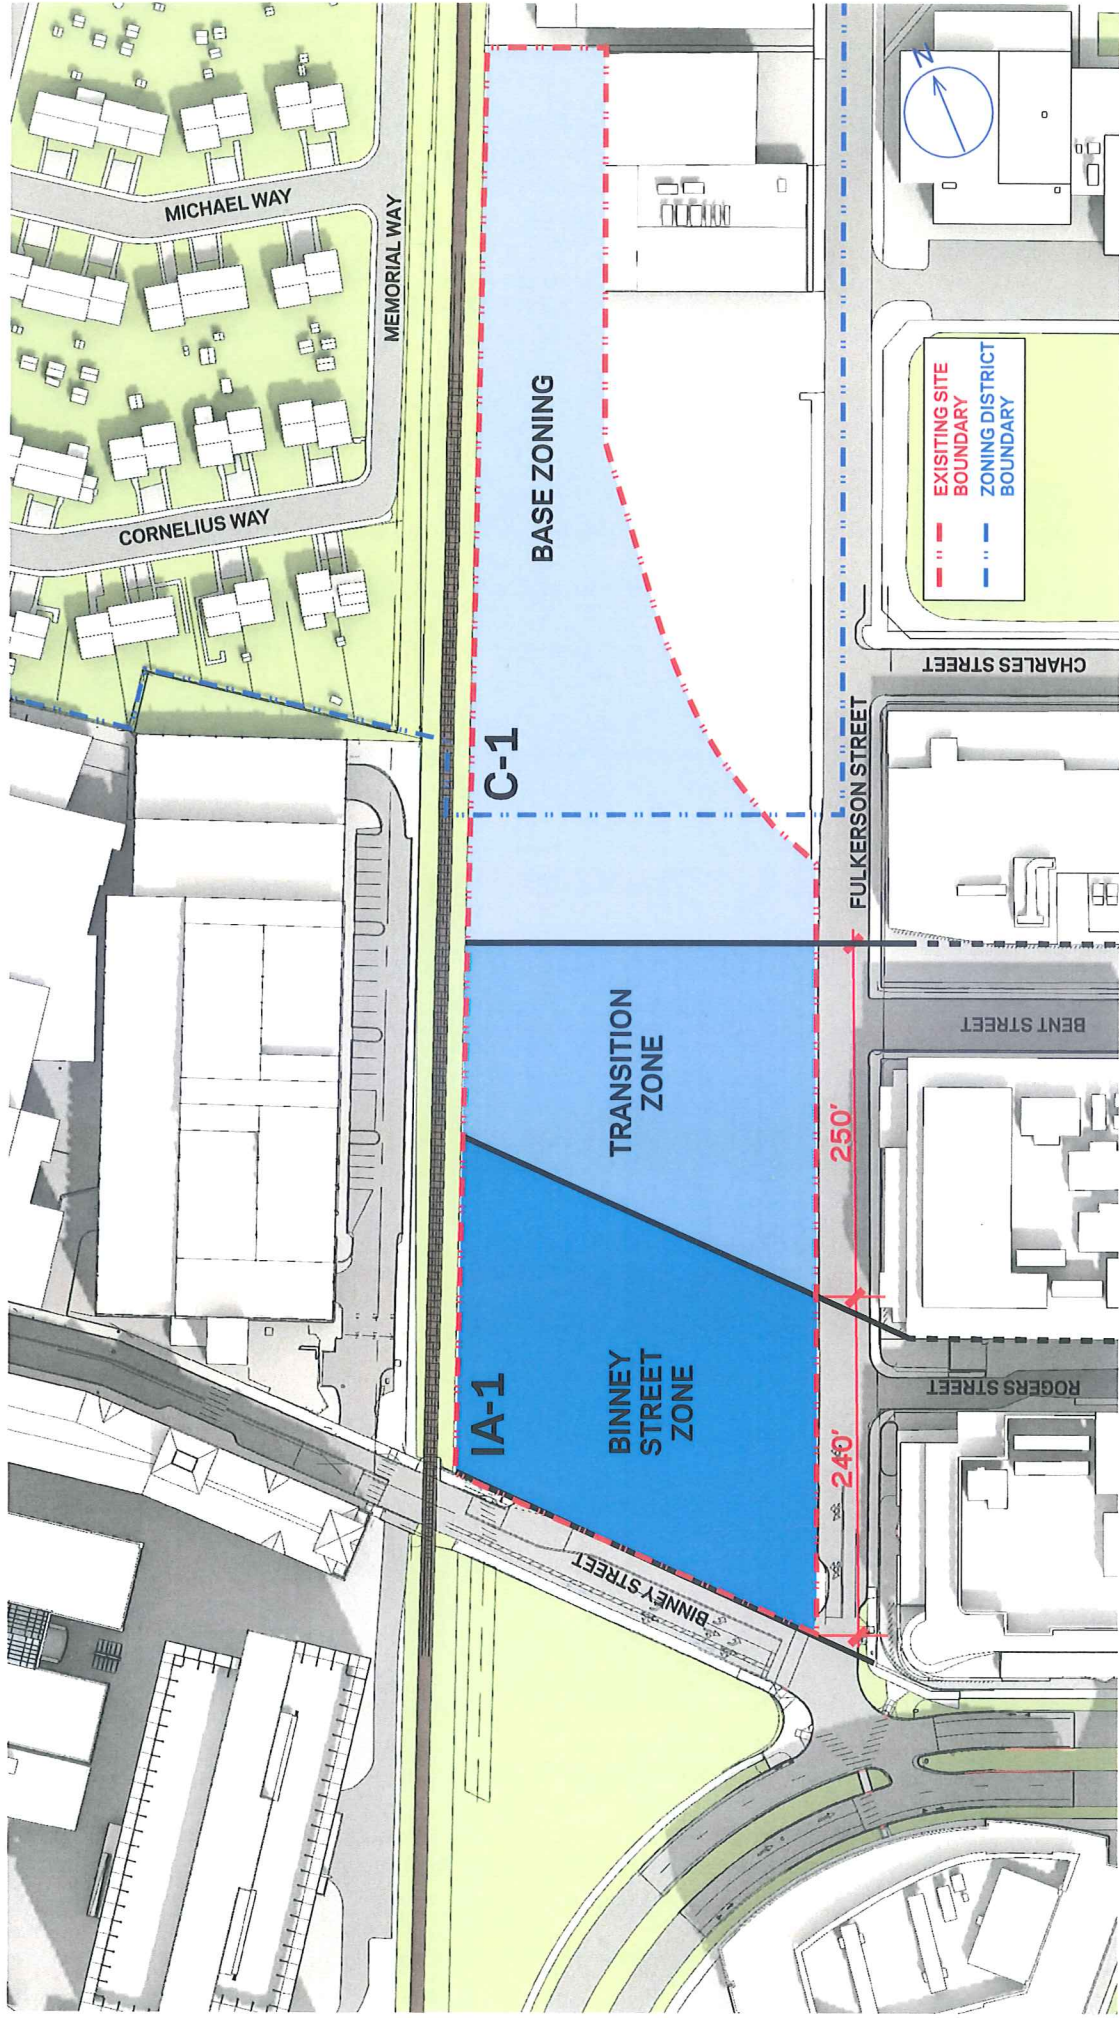 MICHAEL WAY
MEMORIAL WAY
CORNELIUS WAY
BASE ZONING
C-1
N
EXISITING SITE
BOUNDARY
ZONING DISTRICT
BOUNDARY
CHARLES STREET
FULKERSON STREET
BENT STREET
TRANSITION
ZONE
250'
IA-1
BINNEY
STREET
ZONE
240'
ROGERS STREET
BINNEY STREET